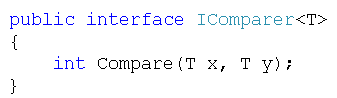 public interface IComparer<T>
{
    int Compare(T x, T y);
}